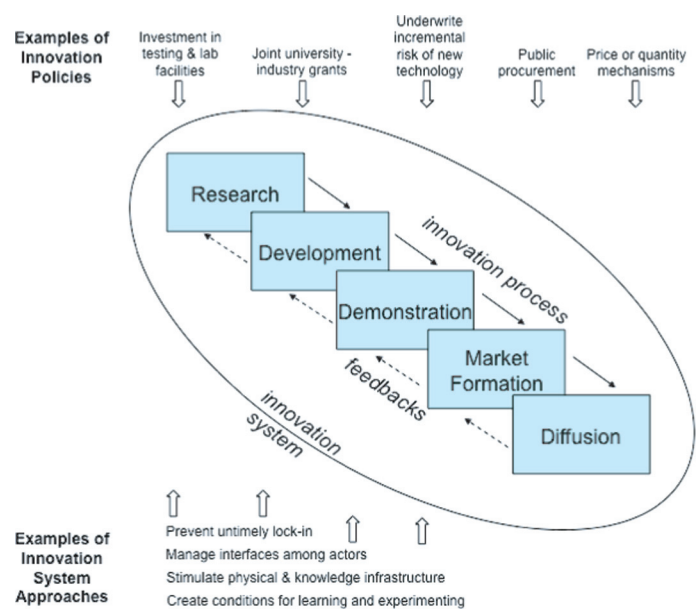 Examples of
Innovation
Policies
Investment in
testing & lab
facilities
Joint university -
industry grants
Underwrite
incremental
risk of new
technology
Public
procurement
Price or quantity
mechanisms
Research
Development
Demonstration
Market
Formation
Diffusion
innovation process
feedbacks
innovation
system
Examples of
Innovation
System
Approaches
Prevent untimely lock-in
Manage interfaces among actors
Stimulate physical & knowledge infrastructure
Create conditions for learning and experimenting